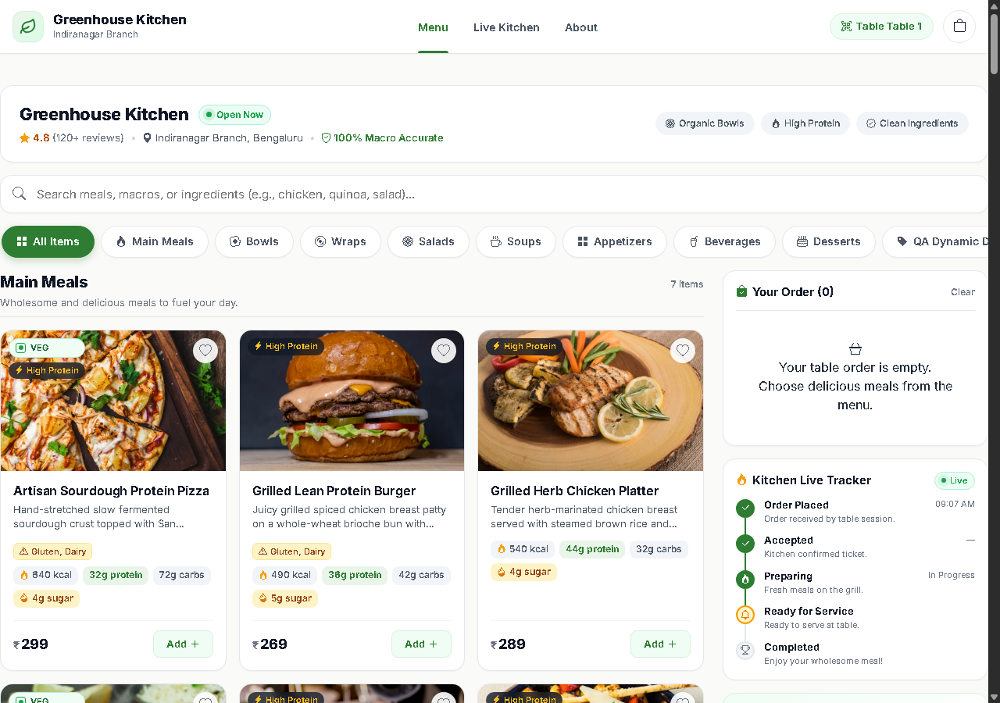 Greenhouse Kitchen
Indiranagar Branch
Menu
Live Kitchen
About
Table Table 1
Greenhouse Kitchen
Open Now
4.8 (120+ reviews) • Indiranagar Branch, Bengaluru • 100% Macro Accurate
Organic Bowls
High Protein
Clean Ingredients
Search meals, macros, or ingredients (e.g., chicken, quinoa, salad)...
All Items
Main Meals
Bowls
Wraps
Salads
Soups
Appetizers
Beverages
Desserts
QA Dynamic D
Main Meals
7 items
Wholesome and delicious meals to fuel your day.
VEG
High Protein
Artisan Sourdough Protein Pizza
Hand-stretched slow fermented
sourdough crust topped with San...
Gluten, Dairy
640 kcal
32g protein
72g carbs
4g sugar
₹299
Add +
High Protein
Grilled Lean Protein Burger
Juicy grilled spiced chicken breast patty
on a whole-wheat brioche bun with...
Gluten, Dairy
490 kcal
36g protein
42g carbs
5g sugar
₹269
Add +
High Protein
Grilled Herb Chicken Platter
Tender herb-marinated chicken breast
served with steamed brown rice and...
540 kcal
44g protein
32g carbs
4g sugar
₹289
Add +
VEG
High Protein
High Protein
Your Order (0)
Clear
Your table order is empty.
Choose delicious meals from the
menu.
Kitchen Live Tracker
Live
Order Placed
09:07 AM
Order received by table session.
Accepted
—
Kitchen confirmed ticket.
Preparing
In Progress
Fresh meals on the grill.
Ready for Service
Ready to serve at table.
Completed
Enjoy your wholesome meal!